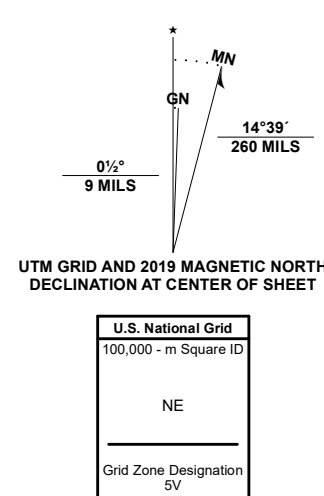 ★
MN
GN
14°39´
260 MILS
0½°
9 MILS
UTM GRID AND 2019 MAGNETIC NORTH
DECLINATION AT CENTER OF SHEET
U.S. National Grid
100,000 - m Square ID
NE
Grid Zone Designation
5V